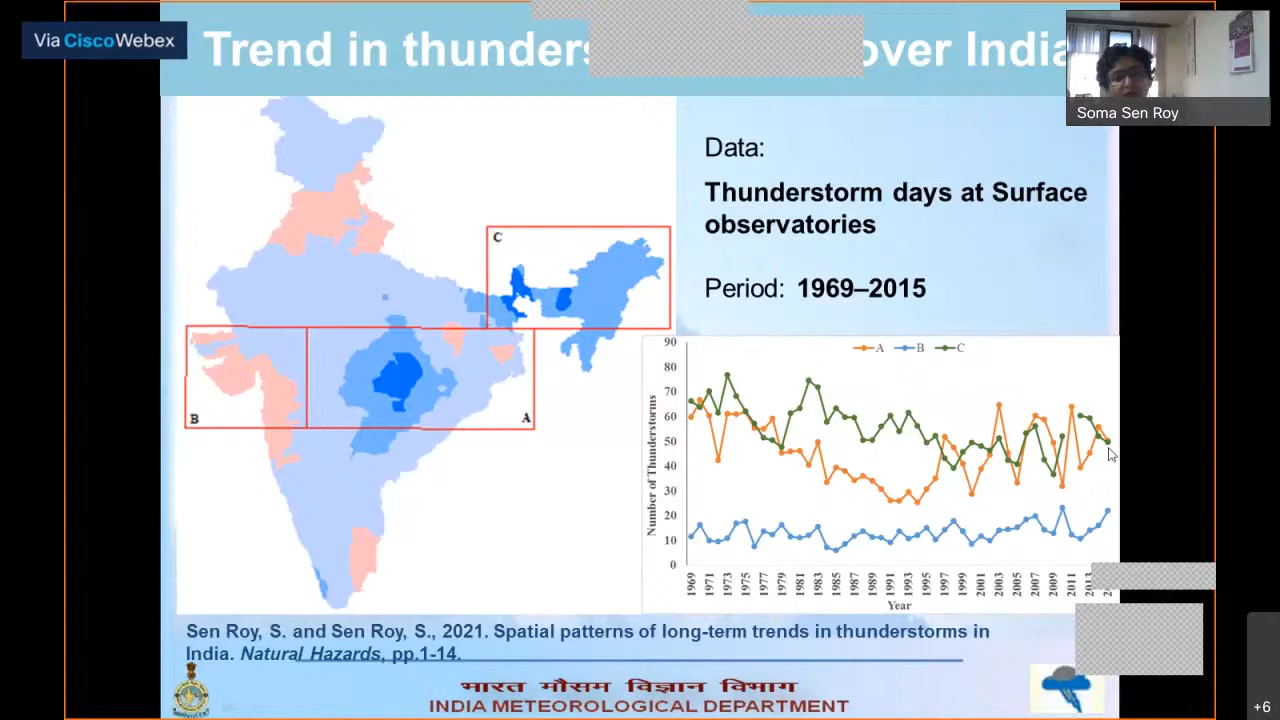 Via Cisco Webex
Trend in thunders over India
Soma Sen Roy
Data:
Thunderstorm days at Surface
observatories
Period: 1969–2015
C
B
A
A B C
Number of Thunderstorms
90
80
70
60
50
40
30
20
10
0
1969 1971 1973 1975 1977 1979 1981 1983 1985 1987 1989 1991 1993 1995 1997 1999 2001 2003 2005 2007 2009 2011
Year
Sen Roy, S. and Sen Roy, S., 2021. Spatial patterns of long-term trends in thunderstorms in
India. Natural Hazards, pp.1-14.
भारत मौसम विज्ञान विभाग
INDIA METEOROLOGICAL DEPARTMENT
+6